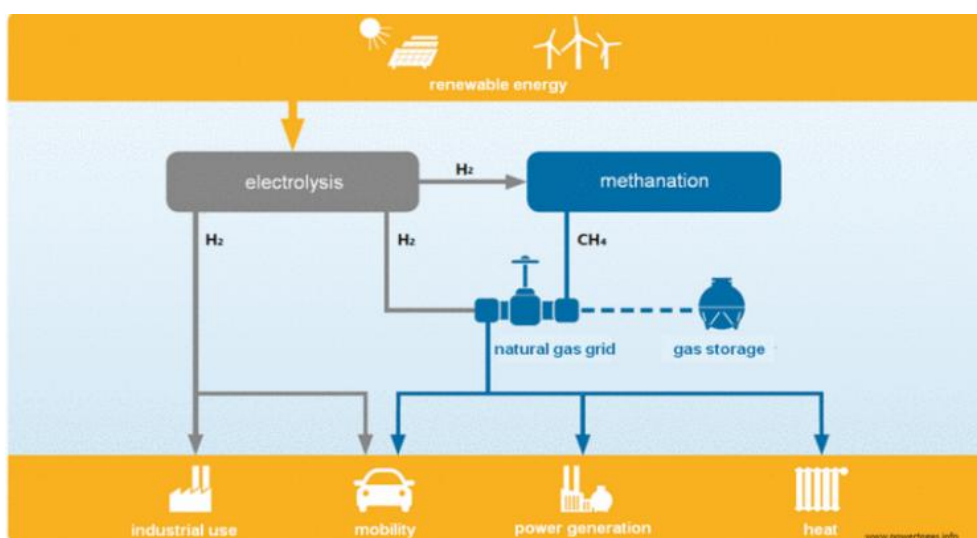 renewable energy
electrolysis
H₂
methanation
H₂
H₂
CH₄
natural gas grid
gas storage
industrial use
mobility
power generation
heat